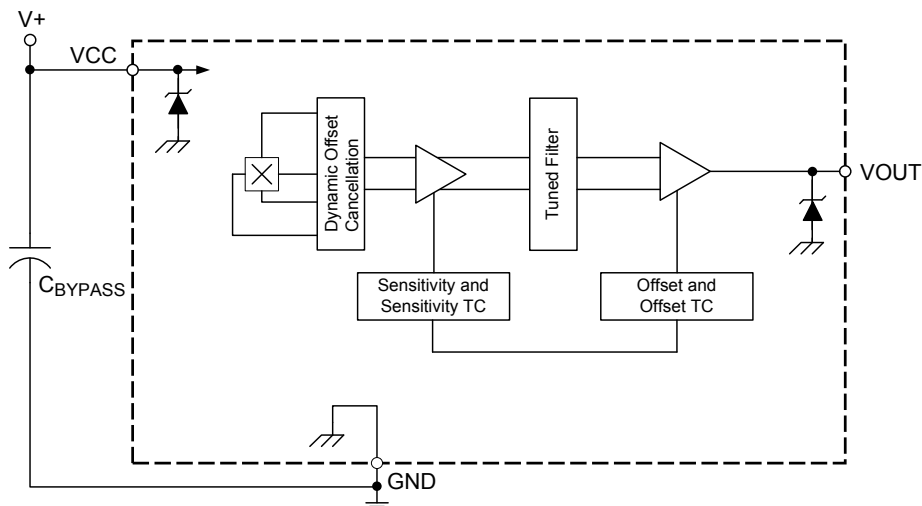 V+
VCC
Dynamic Offset
Cancellation
Tuned Filter
VOUT
CBYPASS
Sensitivity and
Sensitivity TC
Offset and
Offset TC
GND